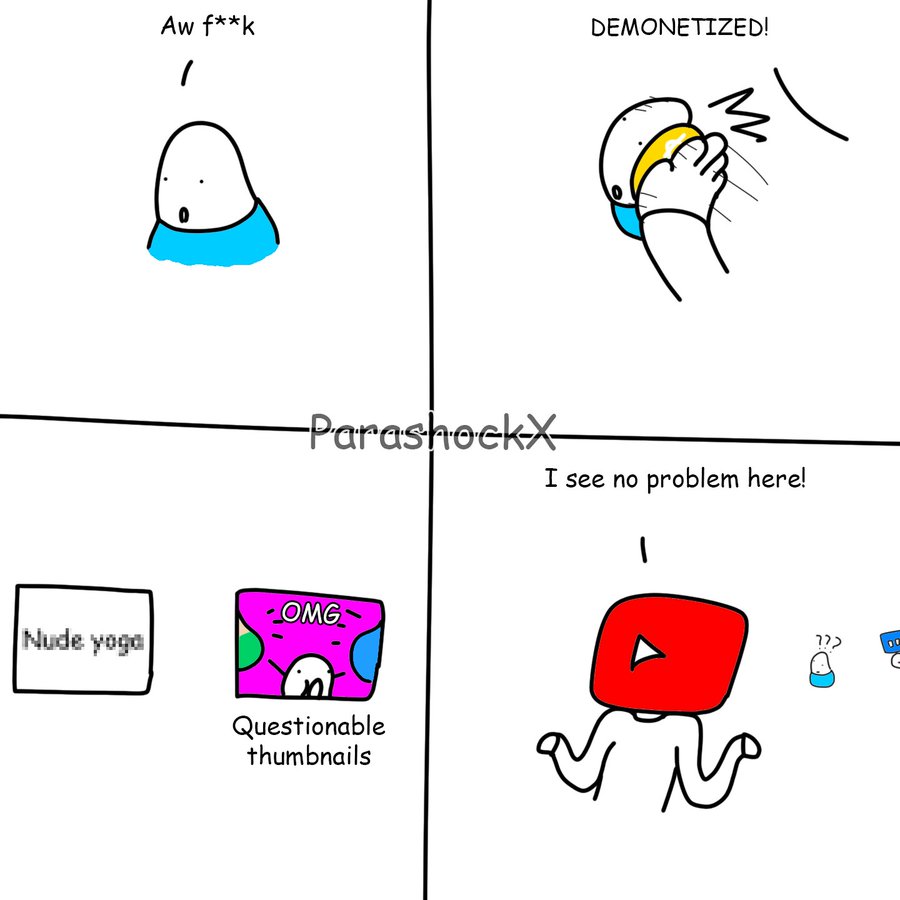 Aw f**k
DEMONETIZED!
ParashockX
Nude yoga
OMG
Questionable
thumbnails
I see no problem here!
???